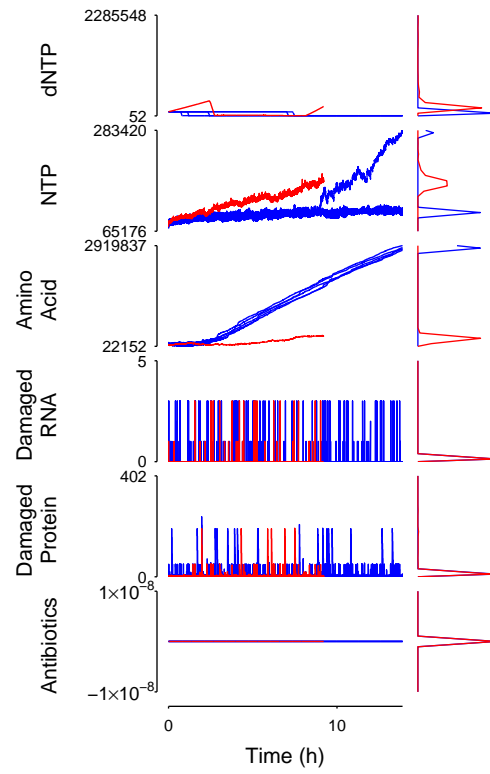 2285548
dNTP
52
283420
NTP
65176
2919837
Amino
Acid
22152
5
Damaged
RNA
0
402
Damaged
Protein
0
1×10⁻⁸
Antibiotics
−1×10⁻⁸
0 10
Time (h)